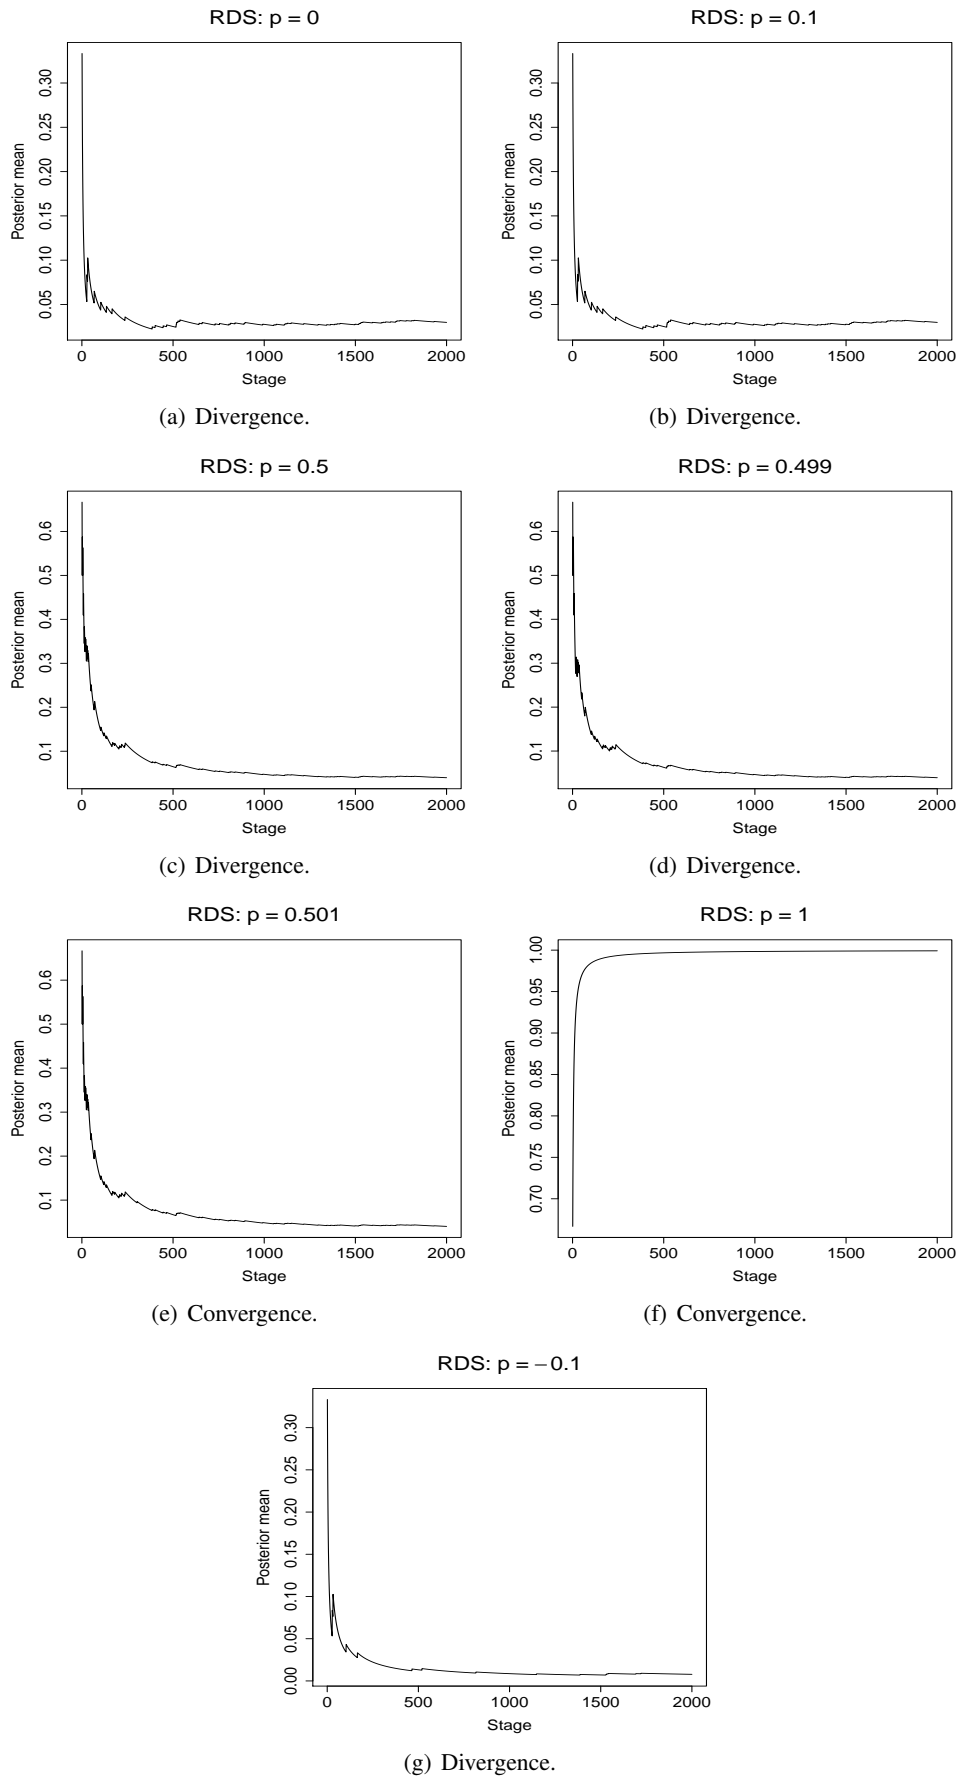 RDS: p = 0
RDS: p = 0.1
Posterior mean
0.05 0.10 0.15 0.20 0.25 0.30
0 500 1000 1500 2000
Stage
Posterior mean
0.05 0.10 0.15 0.20 0.25 0.30
0 500 1000 1500 2000
Stage
(a) Divergence.
(b) Divergence.
RDS: p = 0.5
RDS: p = 0.499
Posterior mean
0.1 0.2 0.3 0.4 0.5 0.6
0 500 1000 1500 2000
Stage
Posterior mean
0.1 0.2 0.3 0.4 0.5 0.6
0 500 1000 1500 2000
Stage
(c) Divergence.
(d) Divergence.
RDS: p = 0.501
RDS: p = 1
Posterior mean
0.1 0.2 0.3 0.4 0.5 0.6
0 500 1000 1500 2000
Stage
Posterior mean
0.70 0.75 0.80 0.85 0.90 0.95 1.00
0 500 1000 1500 2000
Stage
(e) Convergence.
(f) Convergence.
RDS: p = −0.1
Posterior mean
0.00 0.05 0.10 0.15 0.20 0.25 0.30
0 500 1000 1500 2000
Stage
(g) Divergence.